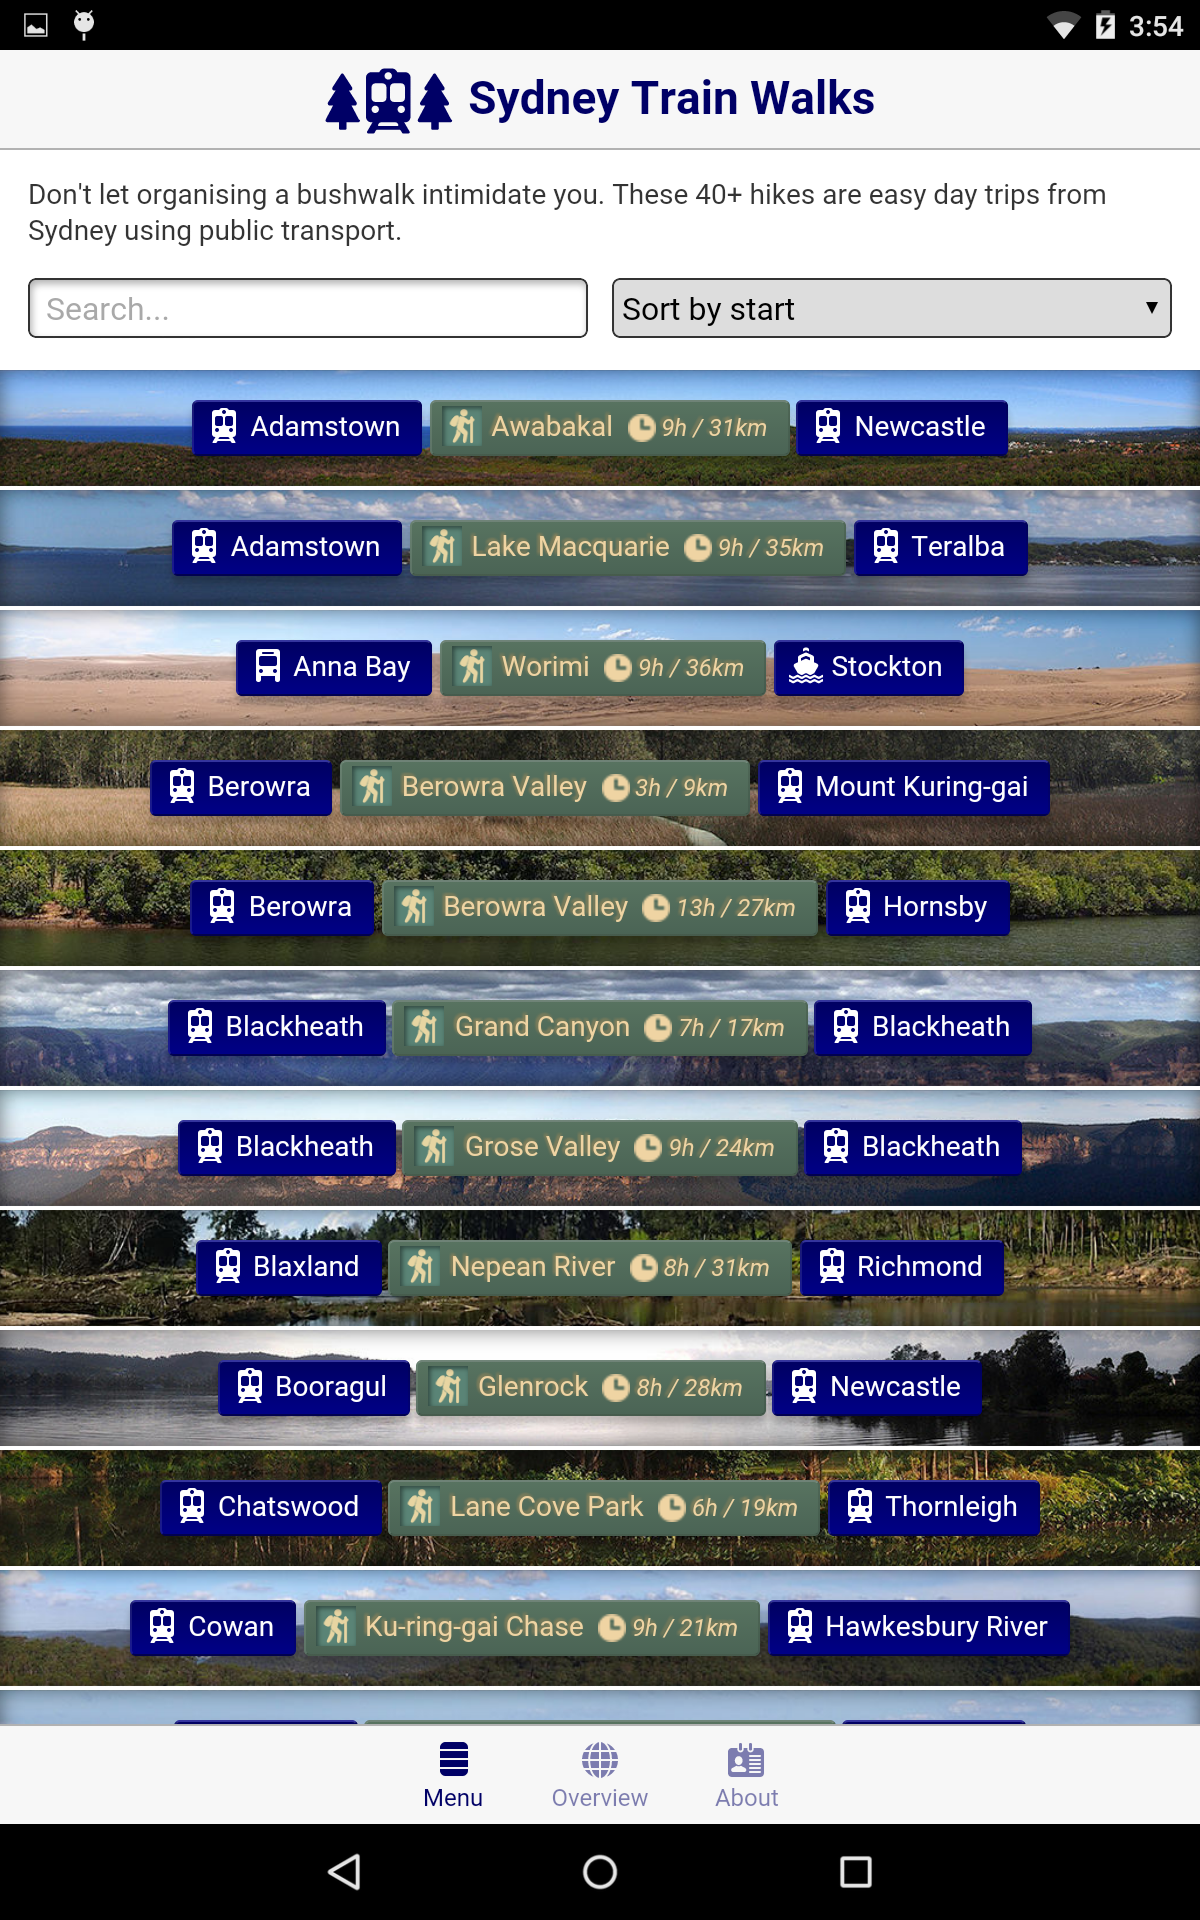 3:54
Sydney Train Walks
Don't let organising a bushwalk intimidate you. These 40+ hikes are easy day trips from
Sydney using public transport.
Search... Sort by start
Adamstown Awabakal 9h / 31km Newcastle
Adamstown Lake Macquarie 9h / 35km Teralba
Anna Bay Worimi 9h / 36km Stockton
Berowra Berowra Valley 3h / 9km Mount Kuring-gai
Berowra Berowra Valley 13h / 27km Hornsby
Blackheath Grand Canyon 7h / 17km Blackheath
Blackheath Grose Valley 9h / 24km Blackheath
Blaxland Nepean River 8h / 31km Richmond
Booragul Glenrock 8h / 28km Newcastle
Chatswood Lane Cove Park 6h / 19km Thornleigh
Cowan Ku-ring-gai Chase 9h / 21km Hawkesbury River
Menu Overview About